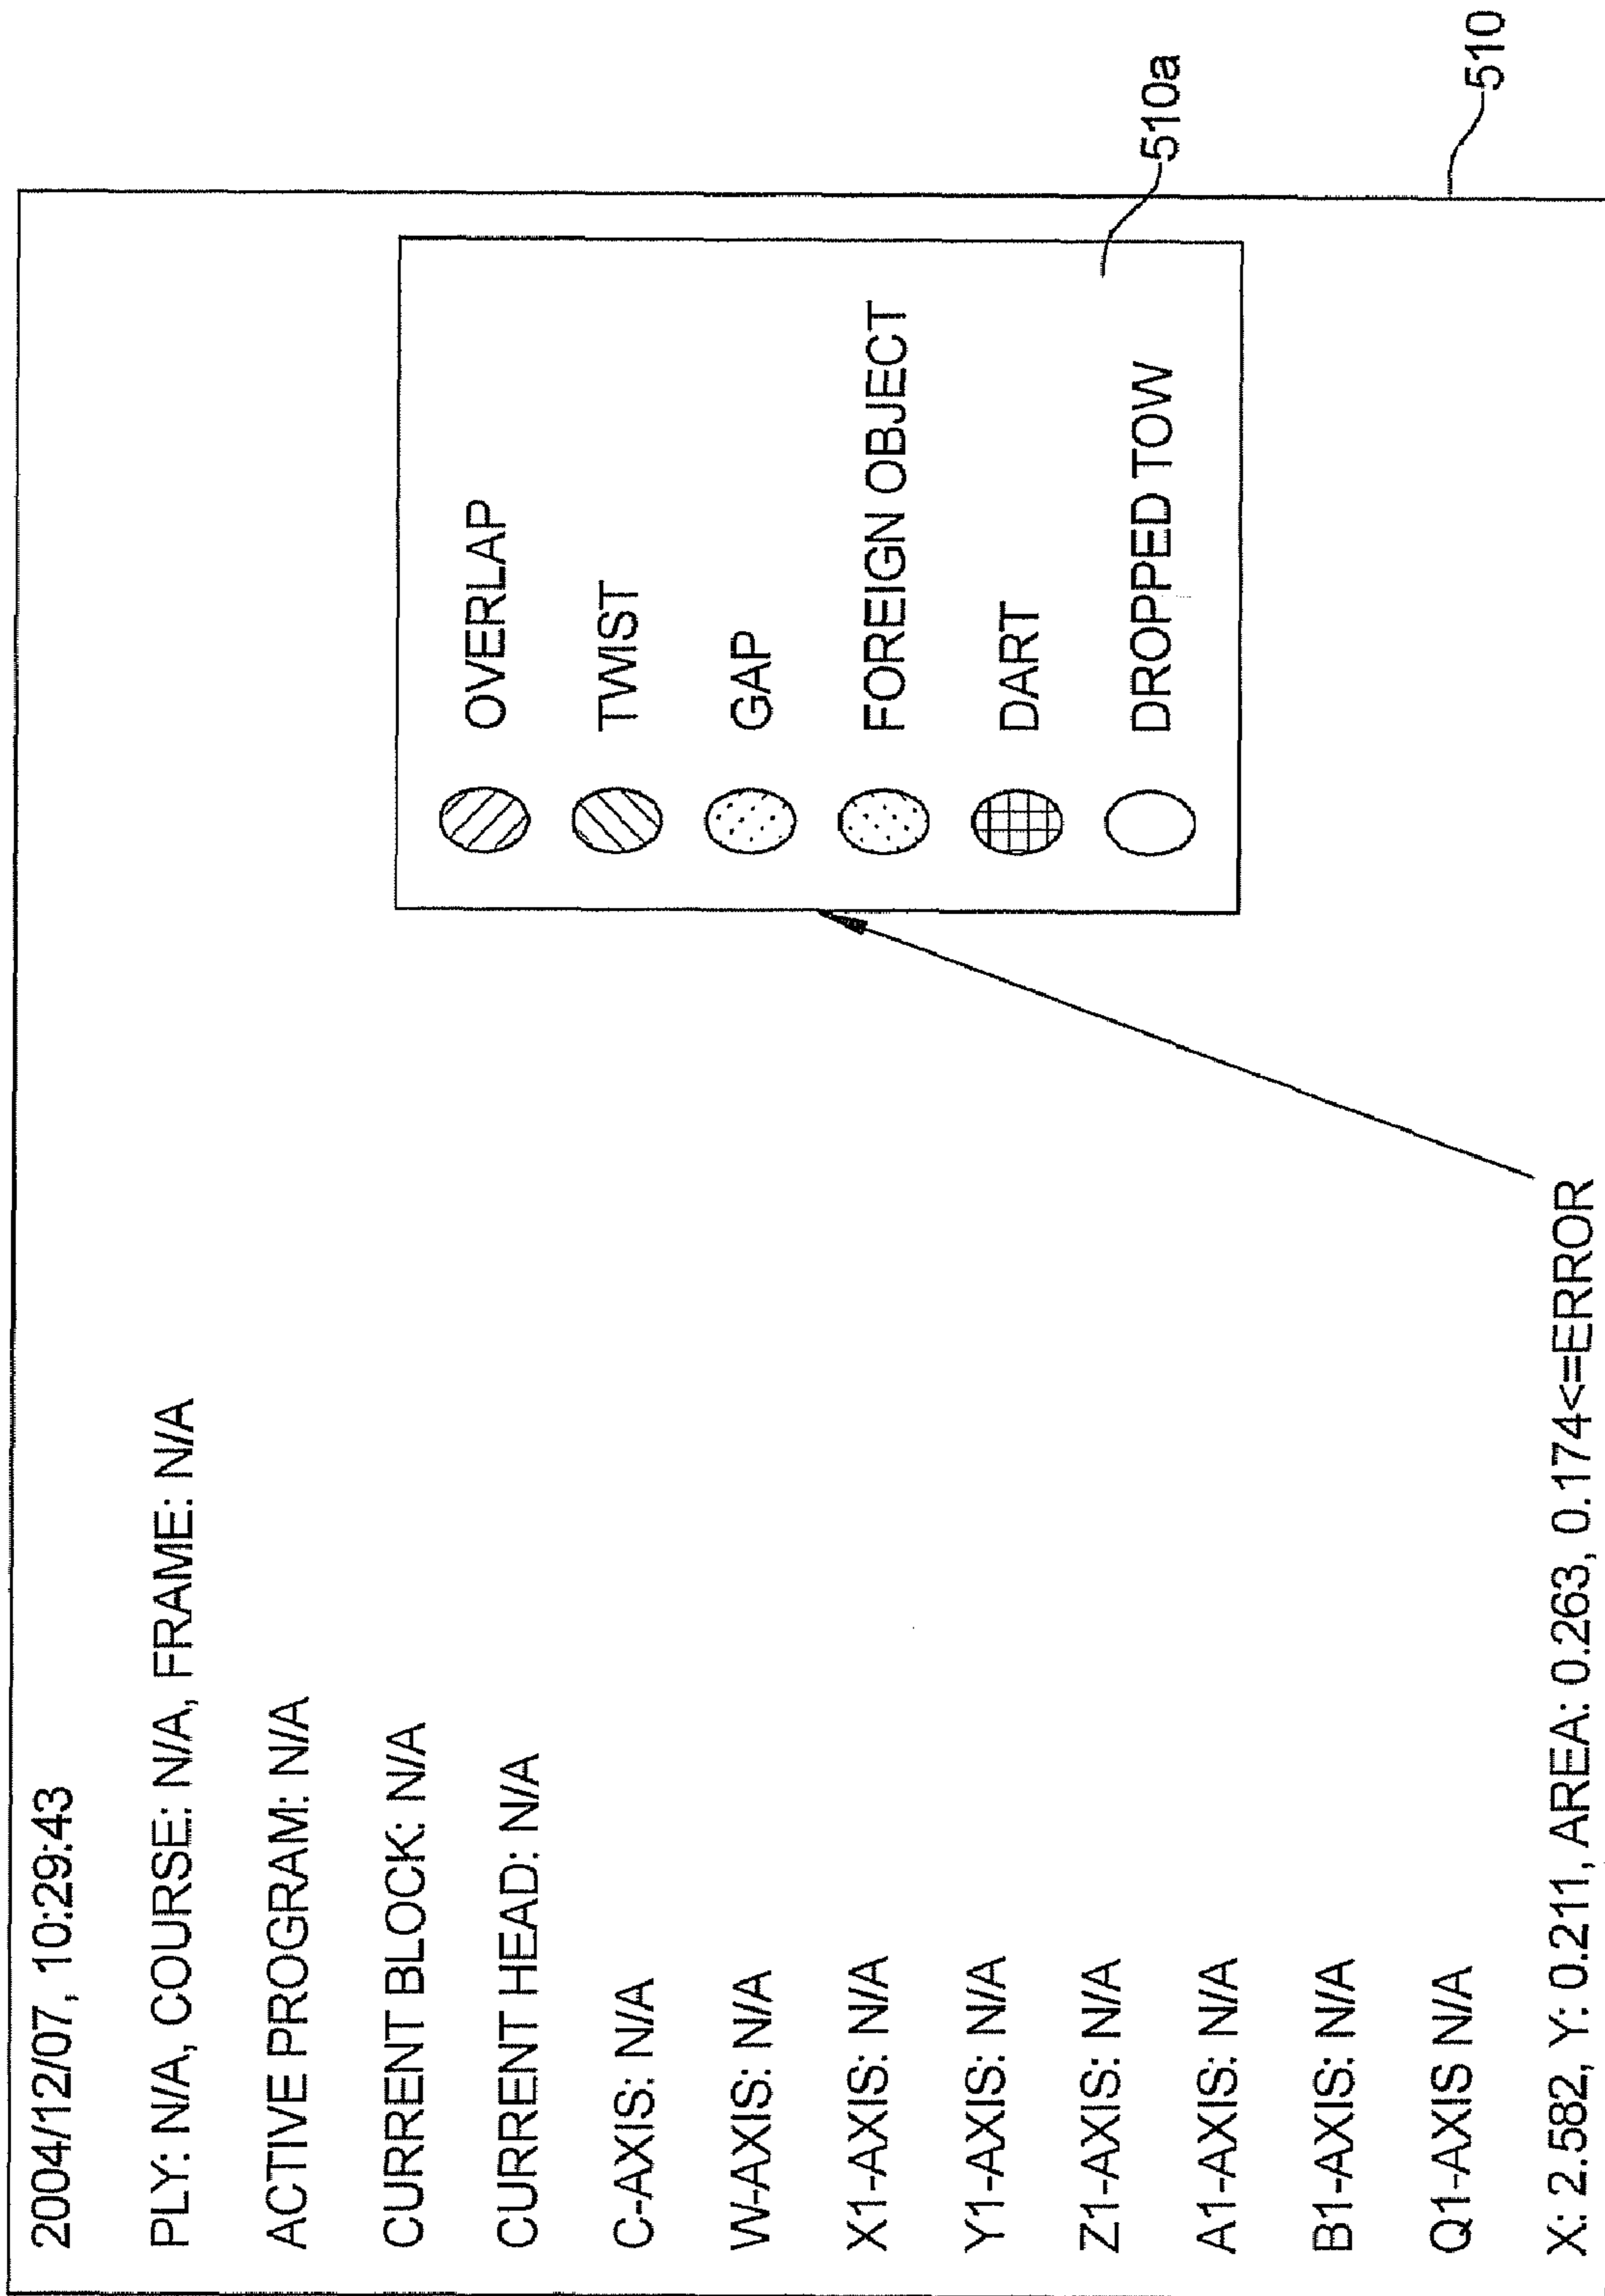 2004/12/07, 10:29:43
PLY: N/A, COURSE: N/A, FRAME: N/A
ACTIVE PROGRAM: N/A
CURRENT BLOCK: N/A
CURRENT HEAD: N/A
C-AXIS: N/A
W-AXIS: N/A
X1-AXIS: N/A
Y1-AXIS: N/A
Z1-AXIS: N/A
A1-AXIS: N/A
B1-AXIS: N/A
Q1-AXIS N/A
X: 2.582, Y: 0.211, AREA: 0.263, 0.174<=ERROR
OVERLAP
TWIST
GAP
FOREIGN OBJECT
DART
DROPPED TOW
510a
510